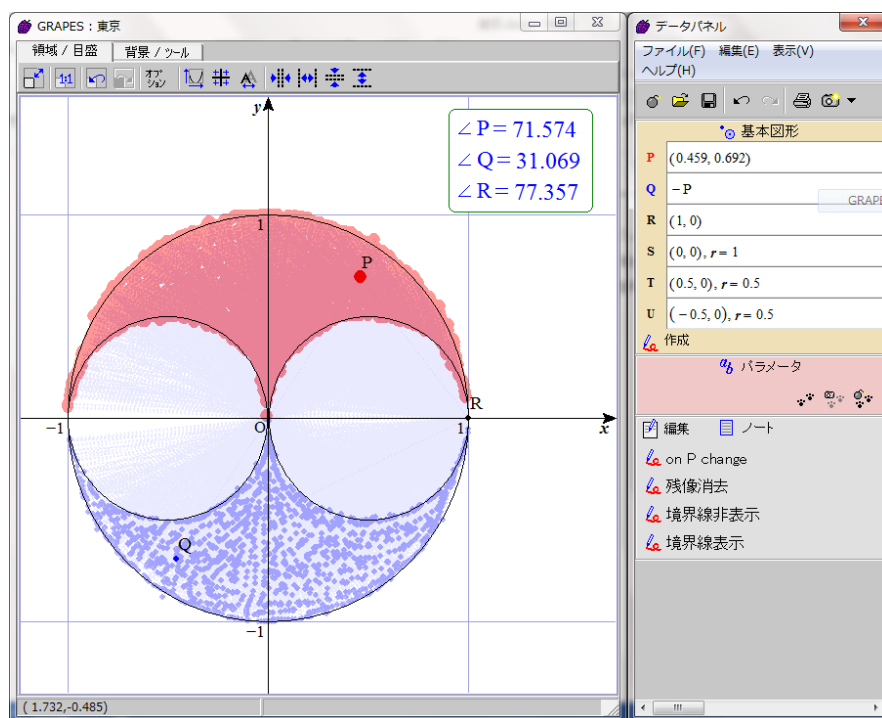 GRAPES : 東京
領域 / 目盛
背景 / ツール
1:1
オプション
∠P = 71.574
∠Q = 31.069
∠R = 77.357
y
1
P
R
−1
O
1
x
Q
−1
( 1.732,-0.485)
データパネル
ファイル(F) 編集(E) 表示(V)
ヘルプ(H)
基本図形
P (0.459, 0.692)
Q −P
GRAPE
R (1, 0)
S (0, 0), r = 1
T (0.5, 0), r = 0.5
U (−0.5, 0), r = 0.5
作成
ab パラメータ
編集 ノート
on P change
残像消去
境界線非表示
境界線表示